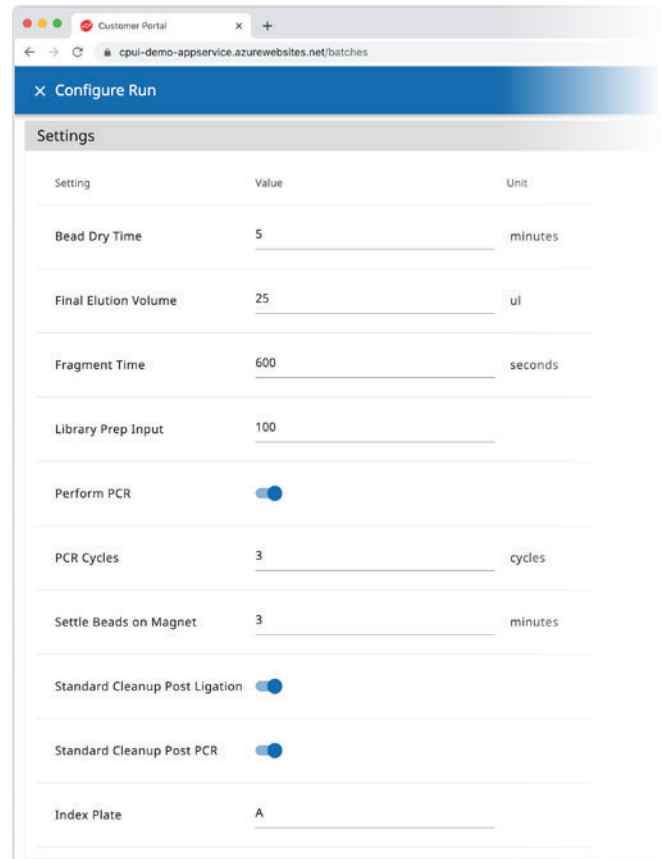 Customer Portal
cpui-demo-appservice.azurewebsites.net/batches
Configure Run
Settings
Setting Value Unit
Bead Dry Time 5 minutes
Final Elution Volume 25 ul
Fragment Time 600 seconds
Library Prep Input 100
Perform PCR
PCR Cycles 3 cycles
Settle Beads on Magnet 3 minutes
Standard Cleanup Post Ligation
Standard Cleanup Post PCR
Index Plate A